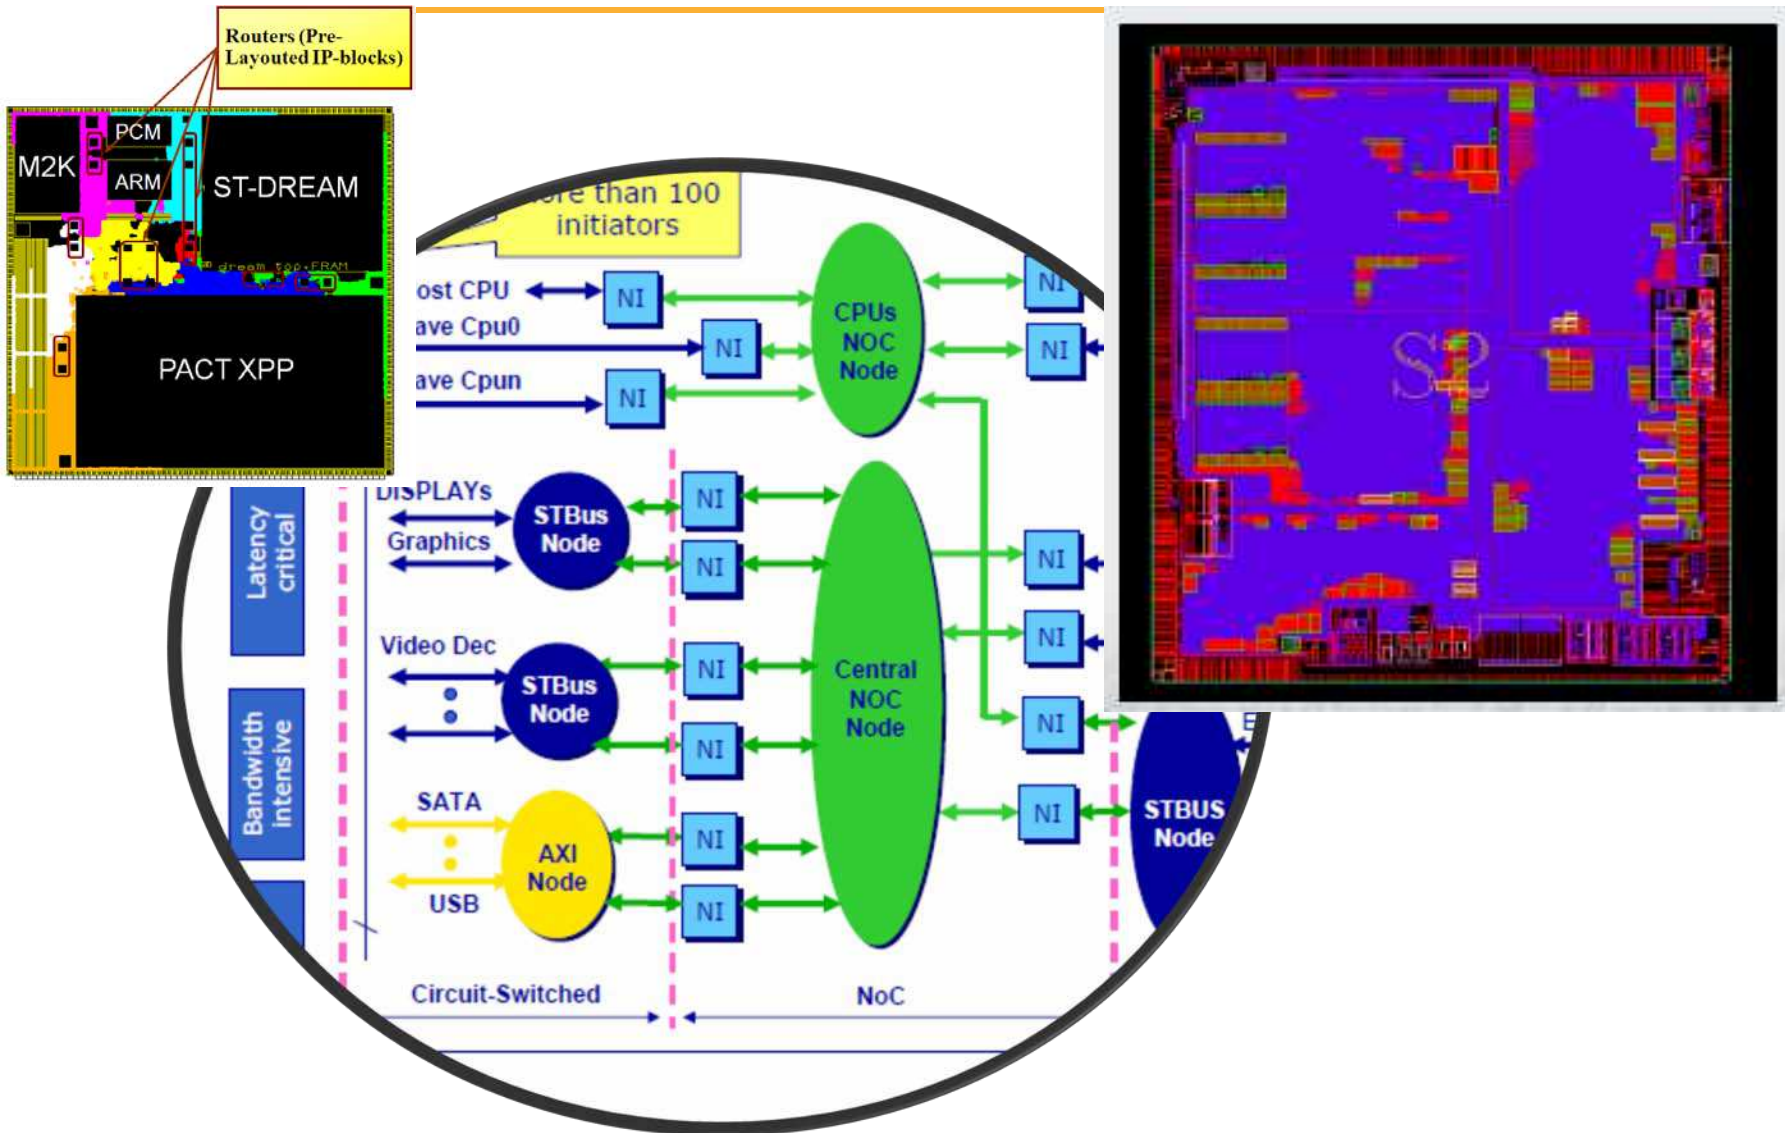 Routers (Pre-
Layouted IP-blocks)
PCM
M2K
ARM
ST-DREAM
dream_top.FRAM
PACT XPP
than 100
initiators
CPU
NI
NI
Cpu0
NI
NI
Cpun
NI
CPUs
NOC
Node
DISPLAYs
Graphics
STBus
Node
NI
NI
NI
Latency
critical
Video Dec
STBus
Node
NI
NI
NI
Central
NOC
Node
NI
Bandwidth
intensive
SATA
USB
AXI
Node
NI
NI
NI
STBUS
Node
Circuit-Switched
NoC